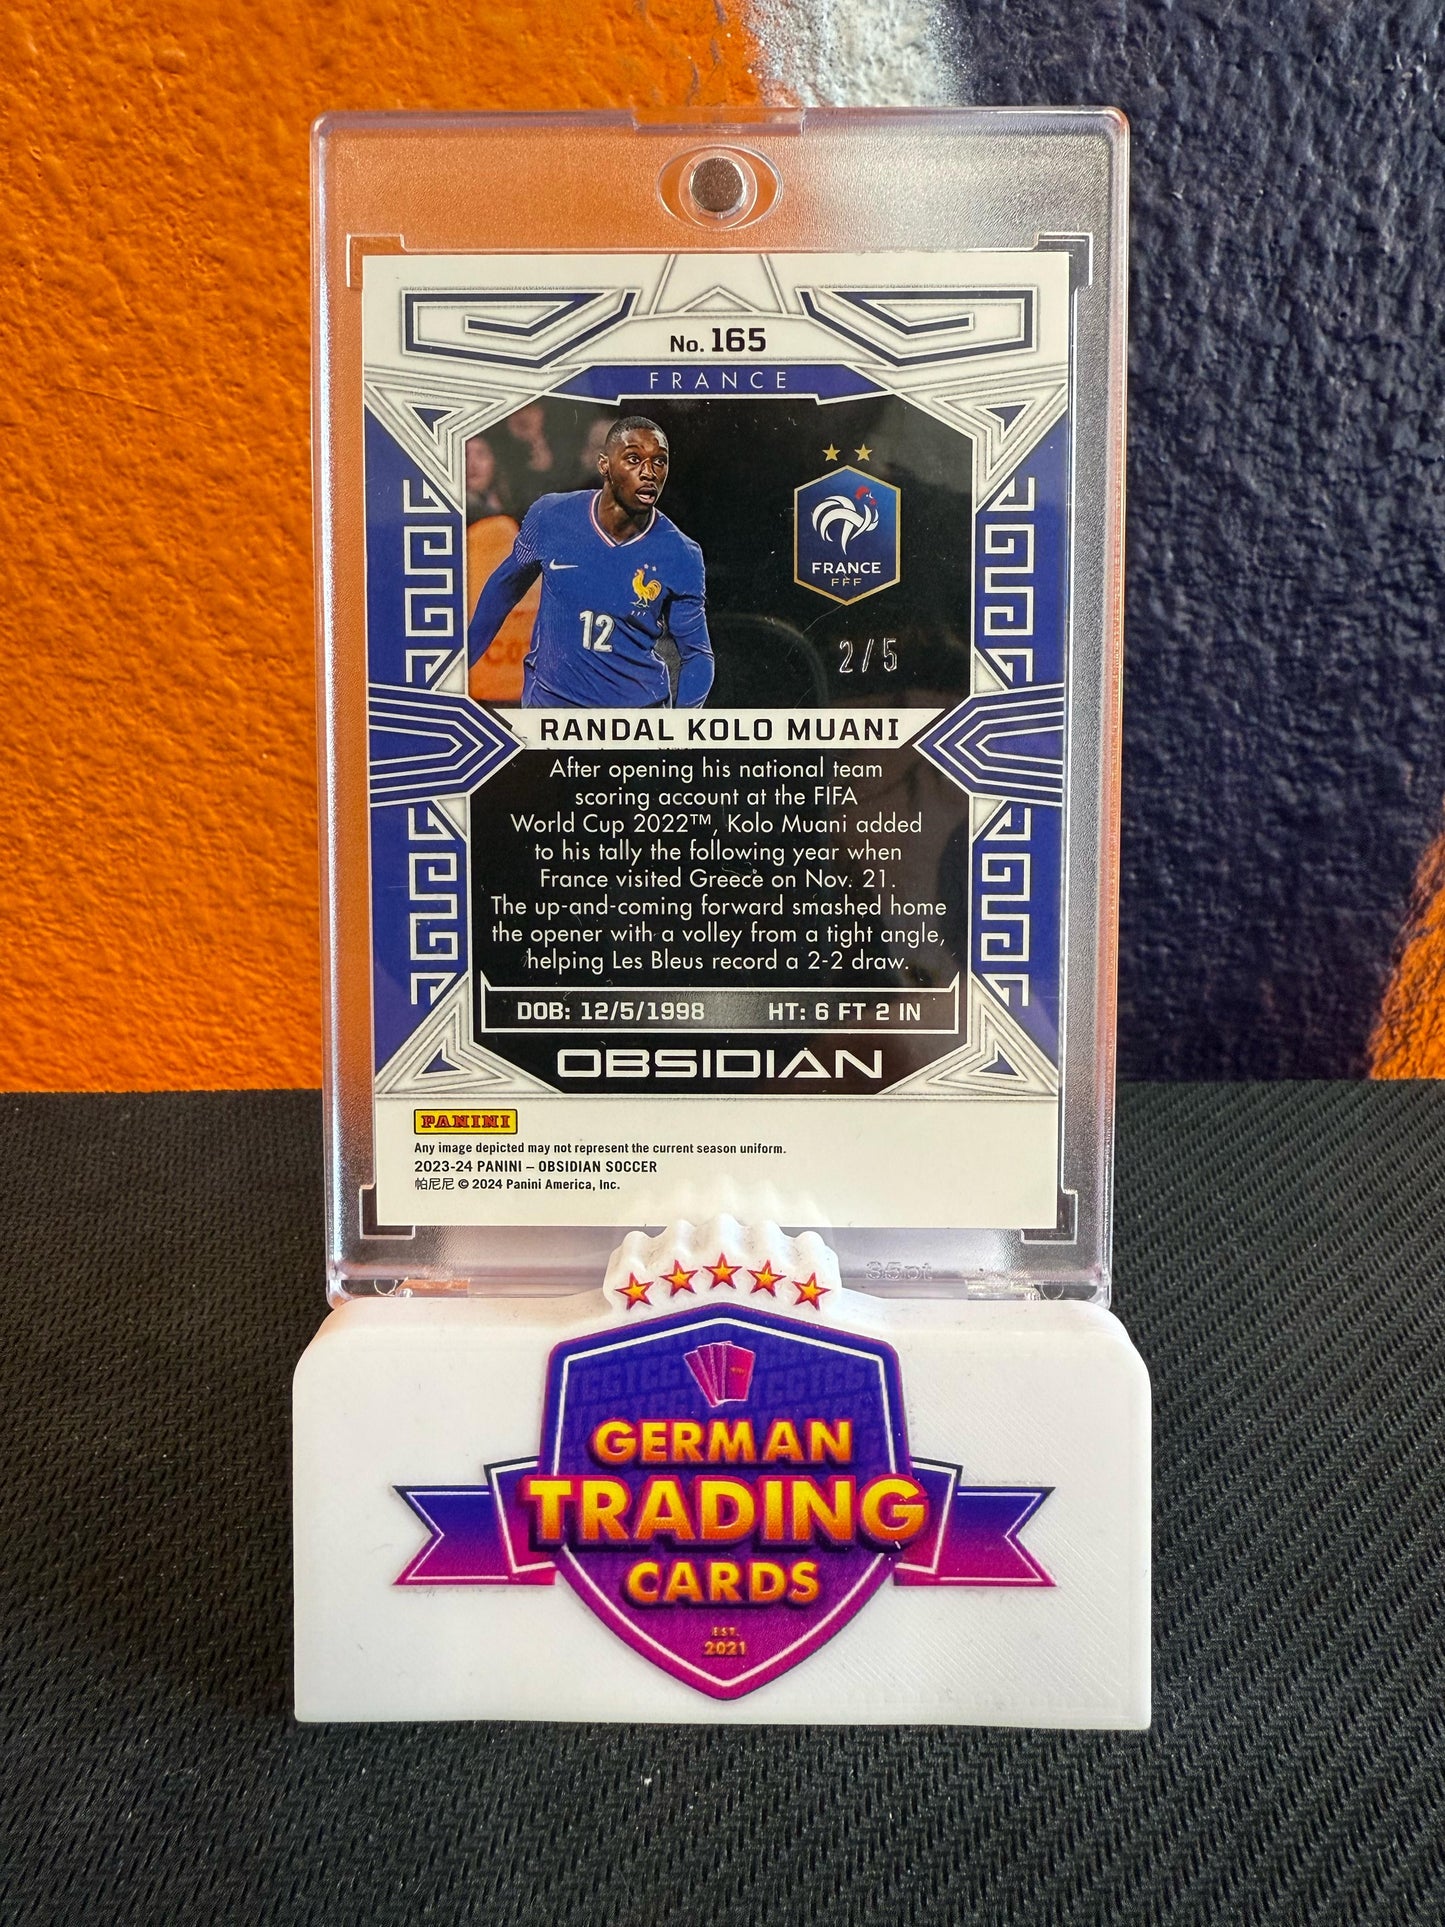 No. 165
FRANCE
FRANCE
FFF
12
2/5
RANDAL KOLO MUANI
After opening his national team
scoring account at the FIFA
World Cup 2022™, Kolo Muani added
to his tally the following year when
France visited Greece on Nov. 21.
The up-and-coming forward smashed home
the opener with a volley from a tight angle,
helping Les Bleus record a 2-2 draw.
DOB: 12/5/1998 HT: 6 FT 2 IN
OBSIDIAN
PANINI
Any image depicted may not represent the current season uniform.
2023-24 PANINI – OBSIDIAN SOCCER
帕尼尼 © 2024 Panini America, Inc.
35pt
GERMAN
TRADING
CARDS
EST.
2021